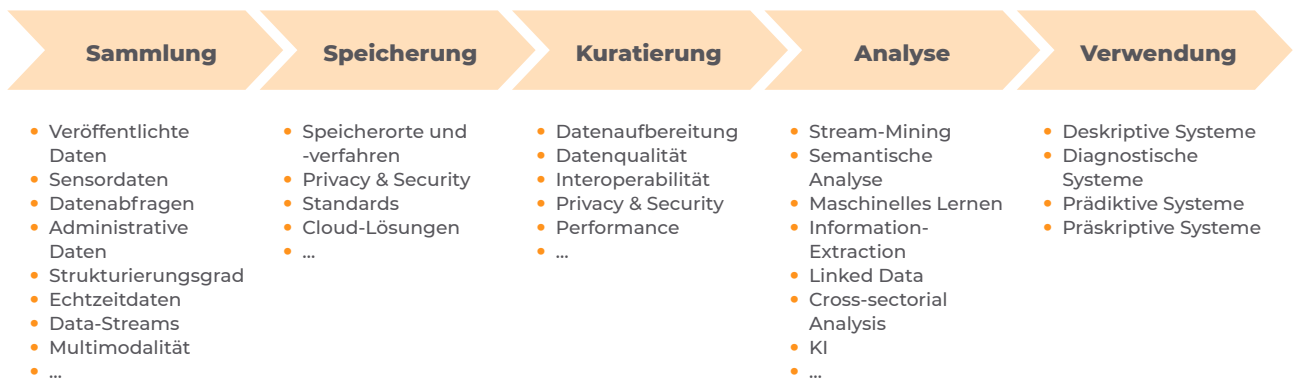 Sammlung
Speicherung
Kuratierung
Analyse
Verwendung
• Veröffentlichte
Daten
• Sensordaten
• Datenabfragen
• Administrative
Daten
• Strukturierungsgrad
• Echtzeitdaten
• Data-Streams
• Multimodalität
• ...
• Speicherorte und
-verfahren
• Privacy & Security
• Standards
• Cloud-Lösungen
• ...
• Datenaufbereitung
• Datenqualität
• Interoperabilität
• Privacy & Security
• Performance
• ...
• Stream-Mining
• Semantische
Analyse
• Maschinelles Lernen
• Information-
Extraction
• Linked Data
• Cross-sectorial
Analysis
• KI
• ...
• Deskriptive Systeme
• Diagnostische
Systeme
• Prädiktive Systeme
• Präskriptive Systeme